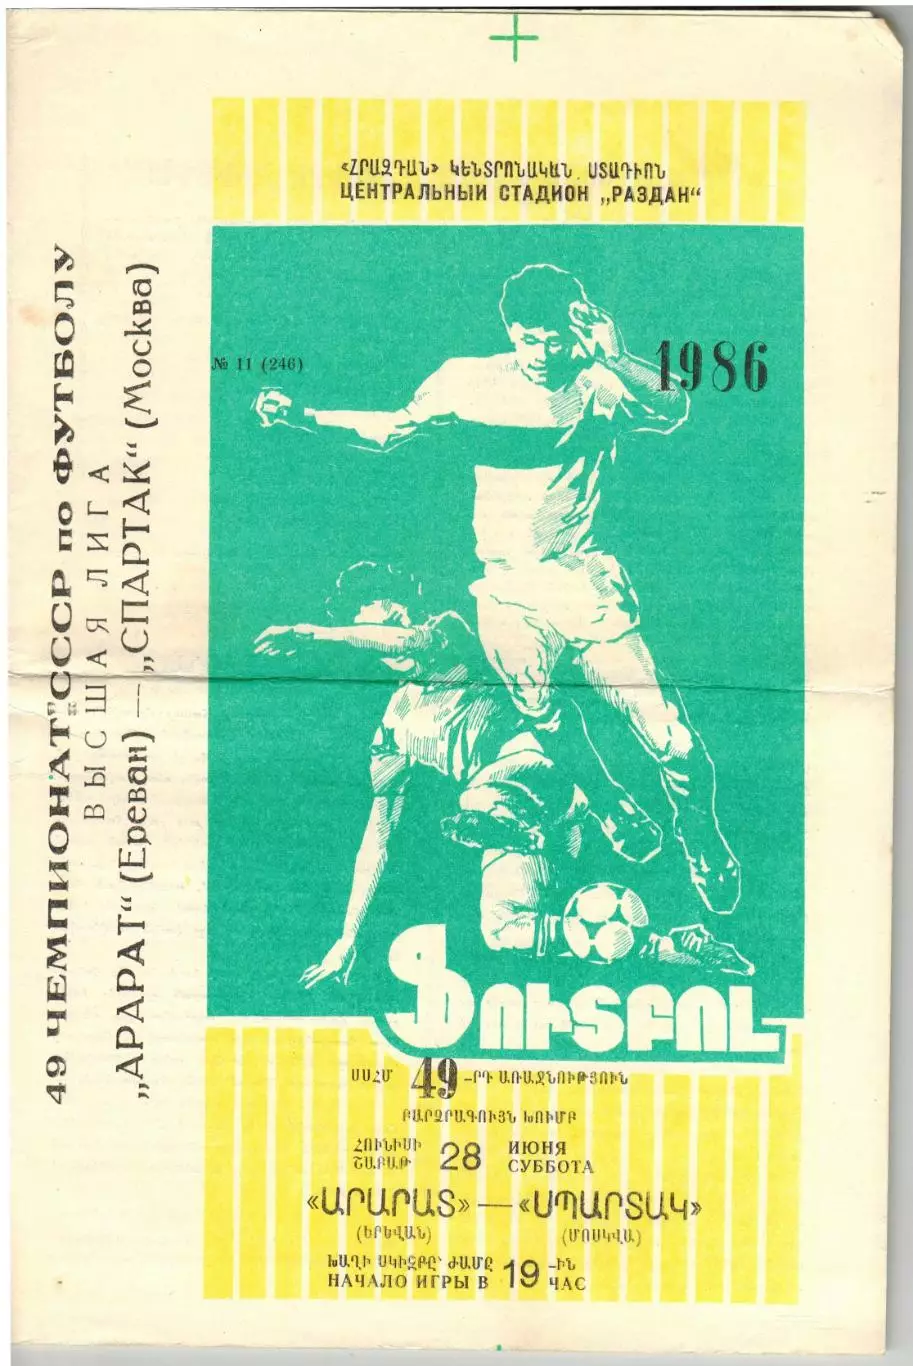 «ՀՐԱԶԴԱՆ» ԿԵՆՏՐՈՆԱԿԱՆ ՍՏԱԴԻՈՆ
ЦЕНТРАЛЬНЫЙ СТАДИОН „РАЗДАН“
№ 11 (246)
1986
49 ЧЕМПИОНАТ СССР по ФУТБОЛУ
ВЫСШАЯ ЛИГА
„АРАРАТ“ (Ереван) — „СПАРТАК“ (Москва)
ՖՈՒՏԲՈԼ
ՍՍՀՄ 49-ՐԴ ԱՌԱՋՆՈՒԹՅՈՒՆ
ԲԱՐՁՐԱԳՈՒՅՆ ԽՈՒՄԲ
ՀՈՒՆԻՍԻ 28 ИЮНЯ
ՇԱԲԱԹ СУББОТА
«ԱՐԱՐԱՏ» — «ՍՊԱՐՏԱԿ»
(ԵՐԵՎԱՆ) (ՄՈՍԿՎԱ)
ԽԱՂԻ ՍԿԻԶԲԸ՝ ԺԱՄԸ 19-ԻՆ
НАЧАЛО ИГРЫ В 19 ЧАС